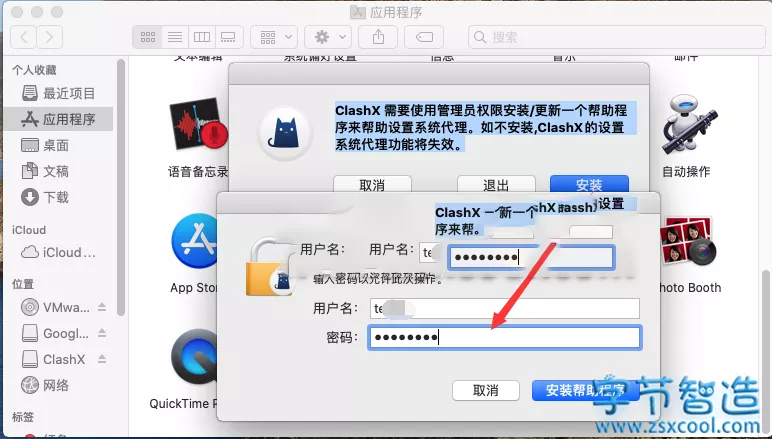 应用程序
搜索
个人收藏
最近项目
应用程序
桌面
文稿
下载
iCloud
iCloud…
位置
VMwa…
Googl…
ClashX
网络
标签
文本编辑
系统偏好设置
信息
音乐
邮件
ClashX 需要使用管理员权限安装/更新一个帮助程
序来帮助设置系统代理。如不安装,ClashX的设置
系统代理功能将失效。
取消
退出
安装
语音备忘录
自动操作
App Stor
Photo Booth
QuickTime P
ClashX
新一个
设置
序来帮。
用户名:
用户名:
te
输入密码以允许此次操作。
用户名:
te
密码:
取消
安装帮助程序
字节智造
www.zsxcool.com